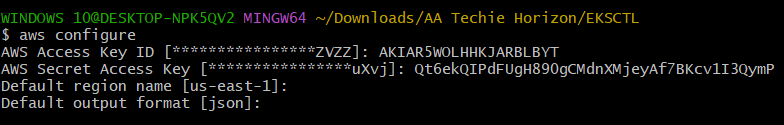 WINDOWS 10@DESKTOP-NPK5QV2 MINGW64 ~/Downloads/AA Techie Horizon/EKSCTL
$ aws configure
AWS Access Key ID [****************ZVZZ]: AKIAR5WOLHHKJARBLBYT
AWS Secret Access Key [****************uXvj]: 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
Default region name [us-east-1]:
Default output format [json]: